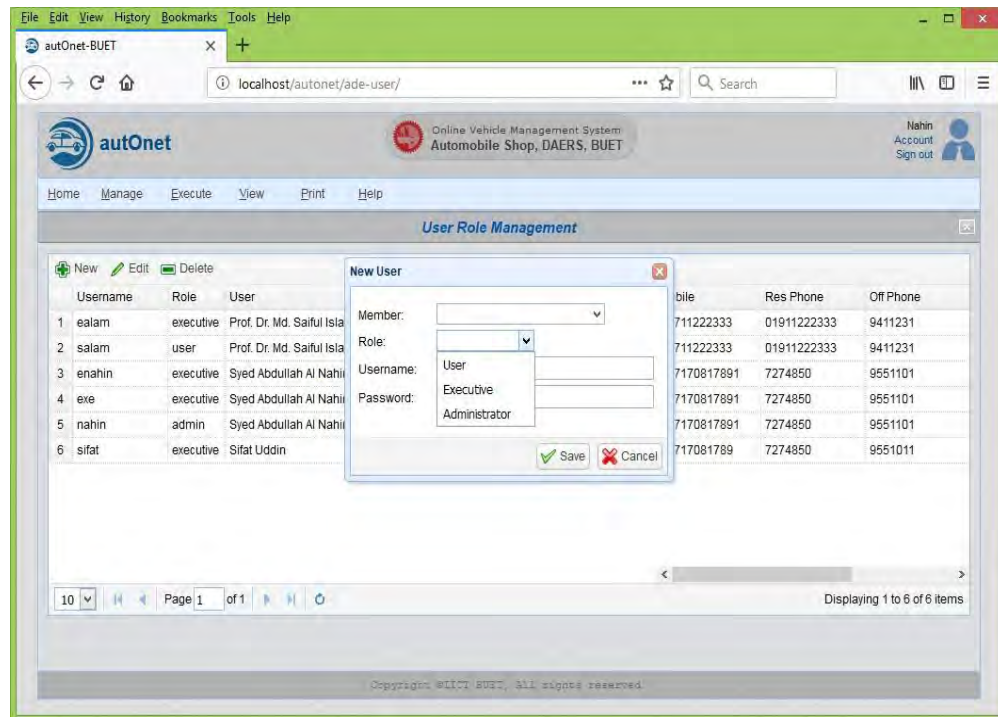 File Edit View History Bookmarks Tools Help
autOnet-BUET
localhost/autonet/ade-user/
Search
autOnet
Online Vehicle Management System
Automobile Shop, DAERS, BUET
Nahin
Account
Sign out
Home Manage Execute View Print Help
User Role Management
New Edit Delete
Username Role User bile Res Phone Off Phone
1 ealam executive Prof. Dr. Md. Saiful Isla 711222333 01911222333 9411231
2 salam user Prof. Dr. Md. Saiful Isla 711222333 01911222333 9411231
3 enahin executive Syed Abdullah Al Nahi 7170817891 7274850 9551101
4 exe executive Syed Abdullah Al Nahi 7170817891 7274850 9551101
5 nahin admin Syed Abdullah Al Nahi 7170817891 7274850 9551101
6 sifat executive Sifat Uddin 717081789 7274850 9551011
New User
Member:
Role:
User
Executive
Administrator
Username:
Password:
Save Cancel
10 Page 1 of 1
Displaying 1 to 6 of 6 items
Copyright ©IICT BUET, All rights reserved